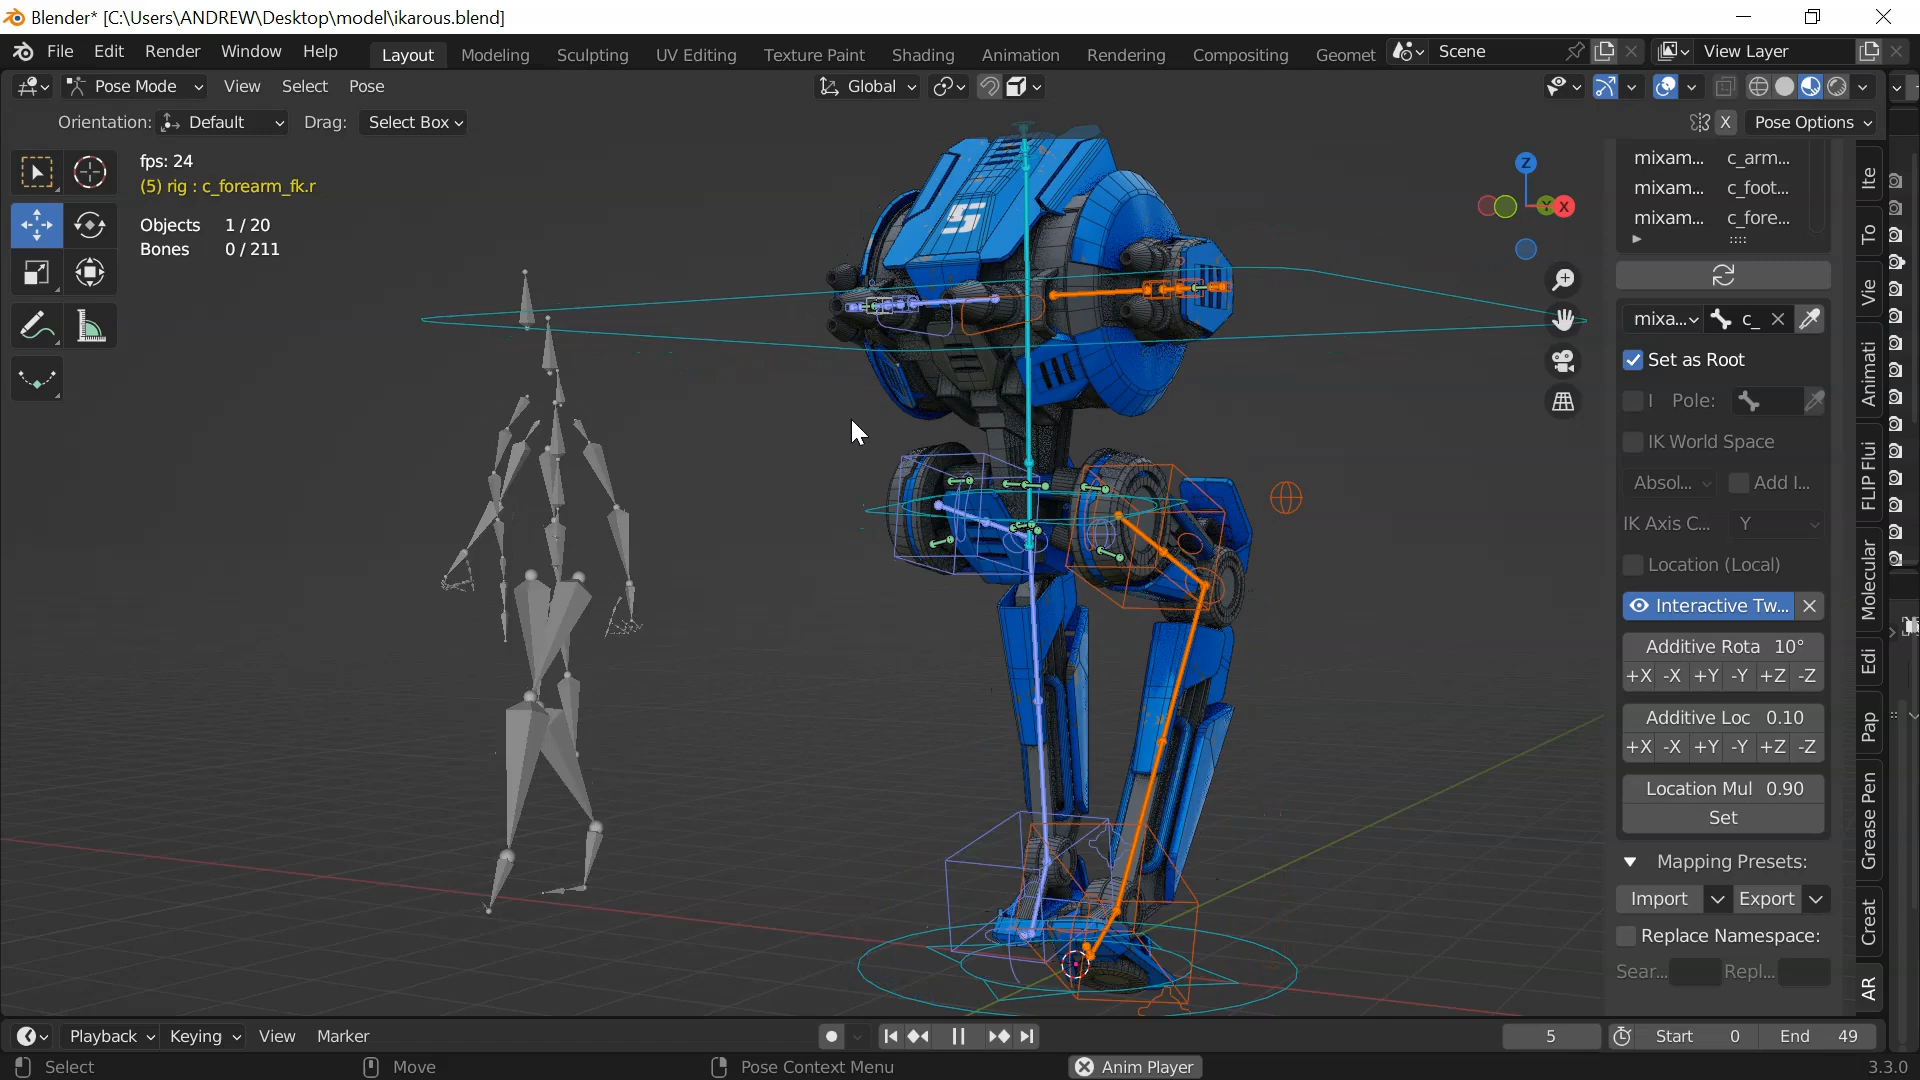 Blender* [C:\Users\ANDREW\Desktop\model\ikarous.blend]
File Edit Render Window Help Layout Modeling Sculpting UV Editing Texture Paint Shading Animation Rendering Compositing Geomet Scene View Layer
Pose Mode View Select Pose Global
Orientation: Default Drag: Select Box X Pose Options
fps: 24
(5) rig : c_forearm_fk.r
Objects 1 / 20
Bones 0 / 211
5
Z
Y X
mixam... c_arm...
mixam... c_foot...
mixam... c_fore...
mixa... c_
Set as Root
I Pole:
IK World Space
Absol... Add I...
IK Axis C... Y
Location (Local)
Interactive Tw...
Additive Rota 10°
+X -X +Y -Y +Z -Z
Additive Loc 0.10
+X -X +Y -Y +Z -Z
Location Mul 0.90
Set
Mapping Presets:
Import Export
Replace Namespace:
Sear... Repl...
Ite
To
Vie
Animati
FLIP Flui
Molecular
Edi
Pap
Grease Pen
Creat
AR
Playback Keying View Marker 5 Start 0 End 49
Select Move Pose Context Menu Anim Player 3.3.0